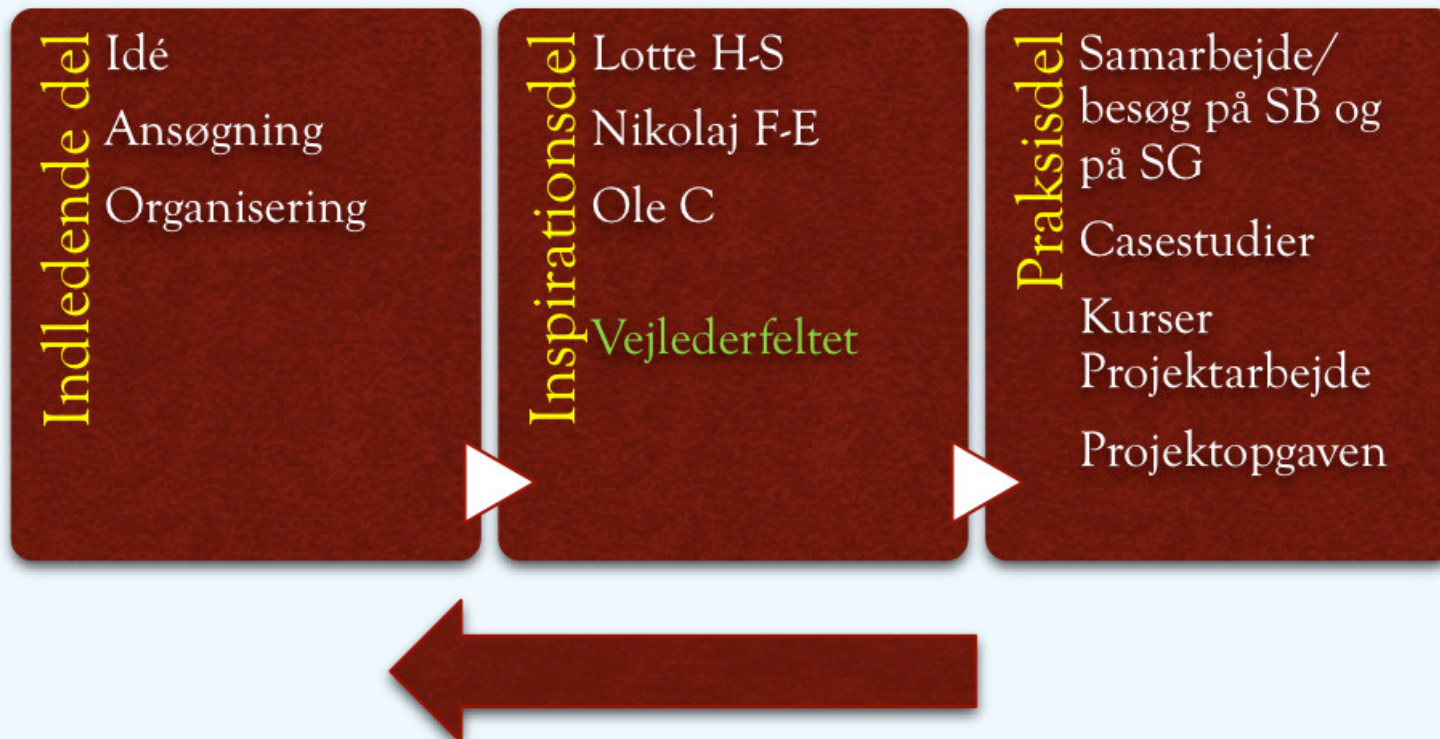 Indledende del
Idé
Ansøgning
Organisering
Inspirationsdel
Lotte H-S
Nikolaj F-E
Ole C
Vejlederfeltet
Praksisdel
Samarbejde/
besøg på SB og
på SG
Casestudier
Kurser
Projektarbejde
Projektopgaven